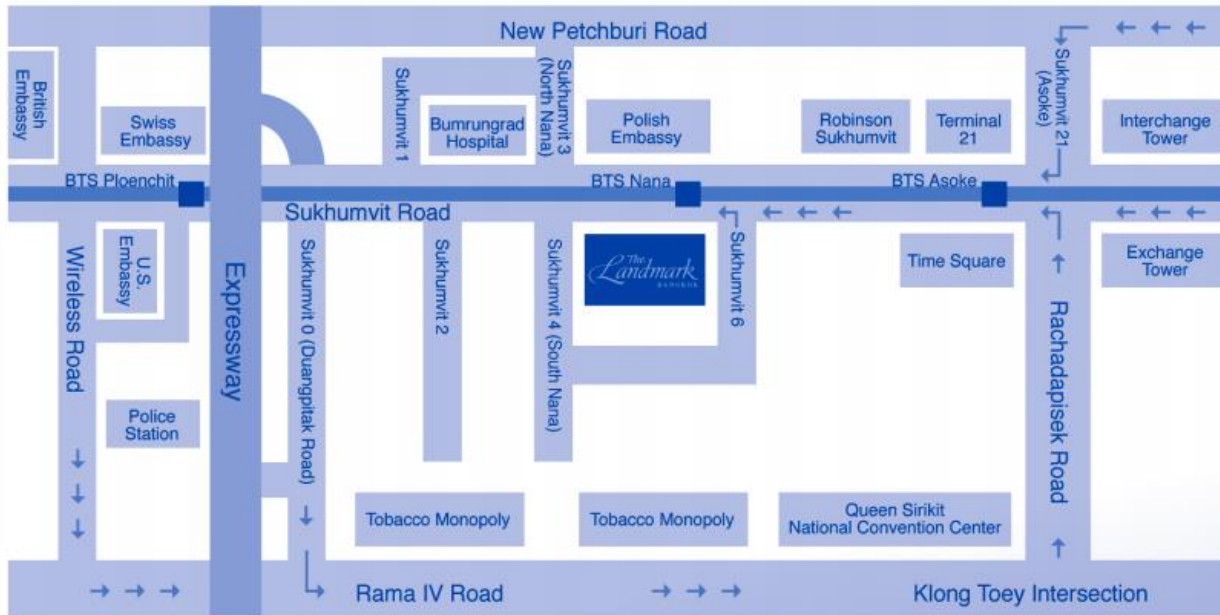 New Petchburi Road
British
Embassy
Swiss
Embassy
Sukhumvit 1
Bumrungrad
Hospital
Sukhumvit 3
(North Nana)
Polish
Embassy
Robinson
Sukhumvit
Terminal
21
Sukhumvit 21
(Asoke)
Interchange
Tower
BTS Ploenchit
BTS Nana
BTS Asoke
Sukhumvit Road
Wireless Road
U.S.
Embassy
Expressway
Sukhumvit 0 (Duangpitak Road)
Sukhumvit 2
Sukhumvit 4 (South Nana)
The
Landmark
BANGKOK
Sukhumvit 6
Time Square
Rachadapisek Road
Exchange
Tower
Police
Station
Tobacco Monopoly
Tobacco Monopoly
Queen Sirikit
National Convention Center
Rama IV Road
Klong Toey Intersection